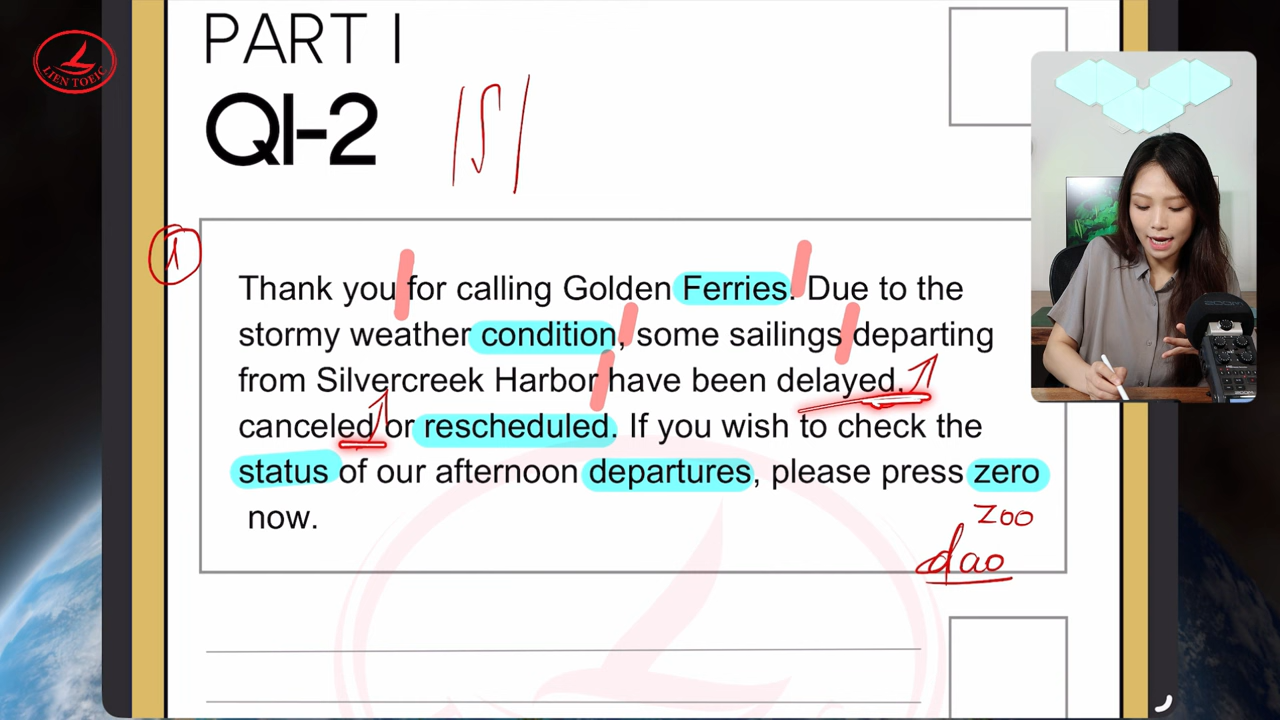 LIEN TOEIC
PART I
Q1-2
/ʃ/
1
Thank you for calling Golden Ferries. Due to the
stormy weather condition, some sailings departing
from Silvercreek Harbor have been delayed.
canceled or rescheduled. If you wish to check the
status of our afternoon departures, please press zero
now.
zoo
dao
ZOOM